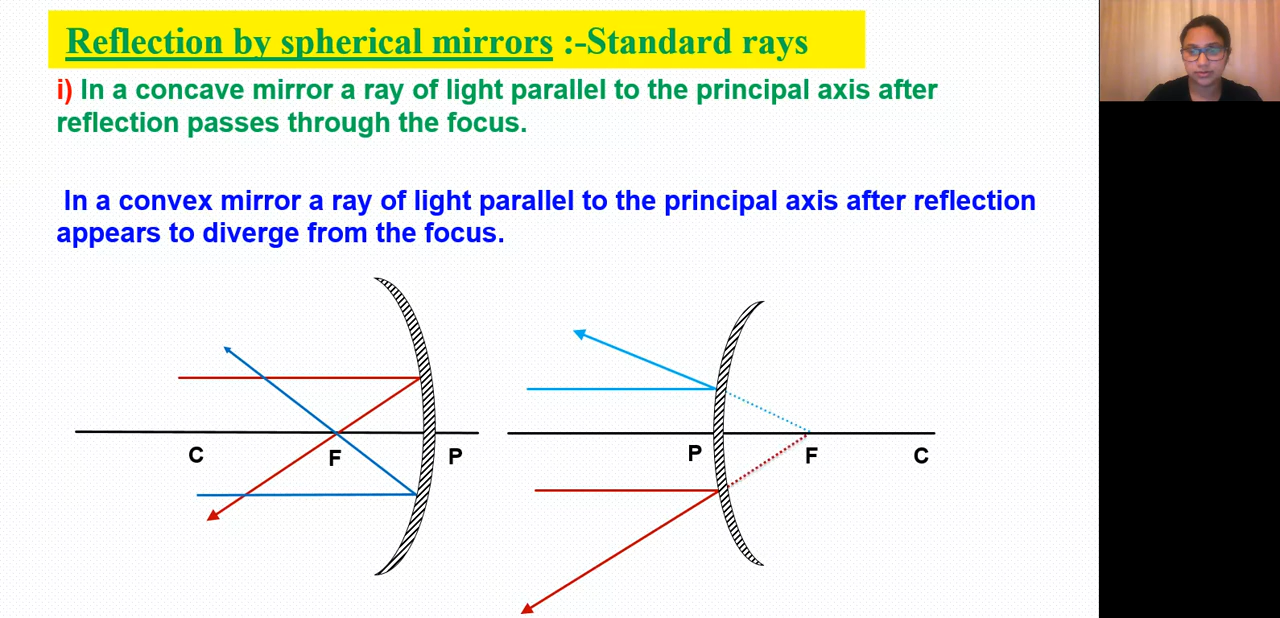 Reflection by spherical mirrors :-Standard rays
i) In a concave mirror a ray of light parallel to the principal axis after
reflection passes through the focus.
In a convex mirror a ray of light parallel to the principal axis after reflection
appears to diverge from the focus.
C F P
P F C